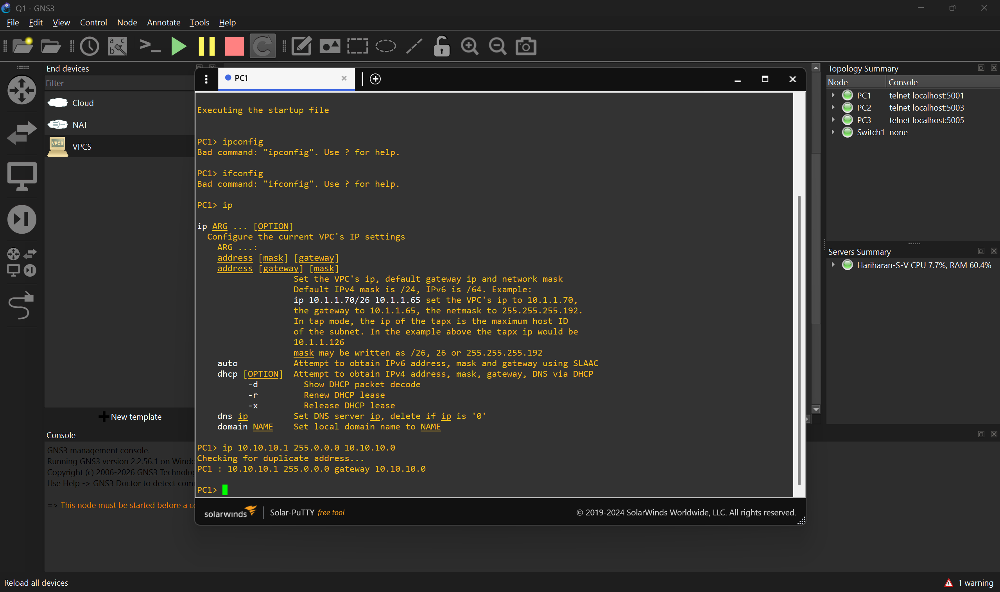 Q1 - GNS3
File Edit View Control Node Annotate Tools Help
a c
b
End devices
Filter
Cloud
NAT
VPCS
VPCS
New template
PC1
Executing the startup file
PC1> ipconfig
Bad command: "ipconfig". Use ? for help.
PC1> ifconfig
Bad command: "ifconfig". Use ? for help.
PC1> ip
ip ARG ... [OPTION]
Configure the current VPC's IP settings
ARG ...:
address [mask] [gateway]
address [gateway] [mask]
Set the VPC's ip, default gateway ip and network mask
Default IPv4 mask is /24, IPv6 is /64. Example:
ip 10.1.1.70/26 10.1.1.65 set the VPC's ip to 10.1.1.70,
the gateway to 10.1.1.65, the netmask to 255.255.255.192.
In tap mode, the ip of the tapx is the maximum host ID
of the subnet. In the example above the tapx ip would be
10.1.1.126
mask may be written as /26, 26 or 255.255.255.192
auto Attempt to obtain IPv6 address, mask and gateway using SLAAC
dhcp [OPTION] Attempt to obtain IPv4 address, mask, gateway, DNS via DHCP
-d Show DHCP packet decode
-r Renew DHCP lease
-x Release DHCP lease
dns ip Set DNS server ip, delete if ip is '0'
domain NAME Set local domain name to NAME
PC1> ip 10.10.10.1 255.0.0.0 10.10.10.0
Checking for duplicate address...
PC1 : 10.10.10.1 255.0.0.0 gateway 10.10.10.0
PC1>
solarwinds Solar-PuTTY free tool © 2019-2024 SolarWinds Worldwide, LLC. All rights reserved.
Topology Summary
Node Console
PC1 telnet localhost:5001
PC2 telnet localhost:5003
PC3 telnet localhost:5005
Switch1 none
Servers Summary
Hariharan-S-V CPU 7.7%, RAM 60.4%
Console
GNS3 management console.
Running GNS3 version 2.2.56.1 on
Copyright (c) 2006-2026 GNS3
Use Help -> GNS3 Doctor to detect
=> This node must be started before a
Reload all devices
1 warning